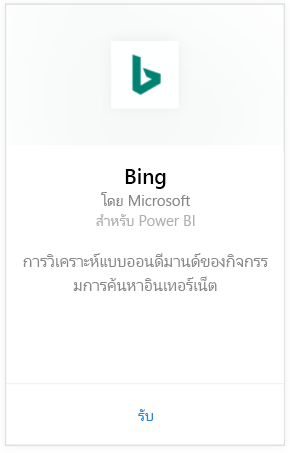 Bing
โดย Microsoft
สำหรับ Power BI
การวิเคราะห์แบบออนดีมานด์ของกิจกรร
มการค้นหาอินเทอร์เน็ต
รับ